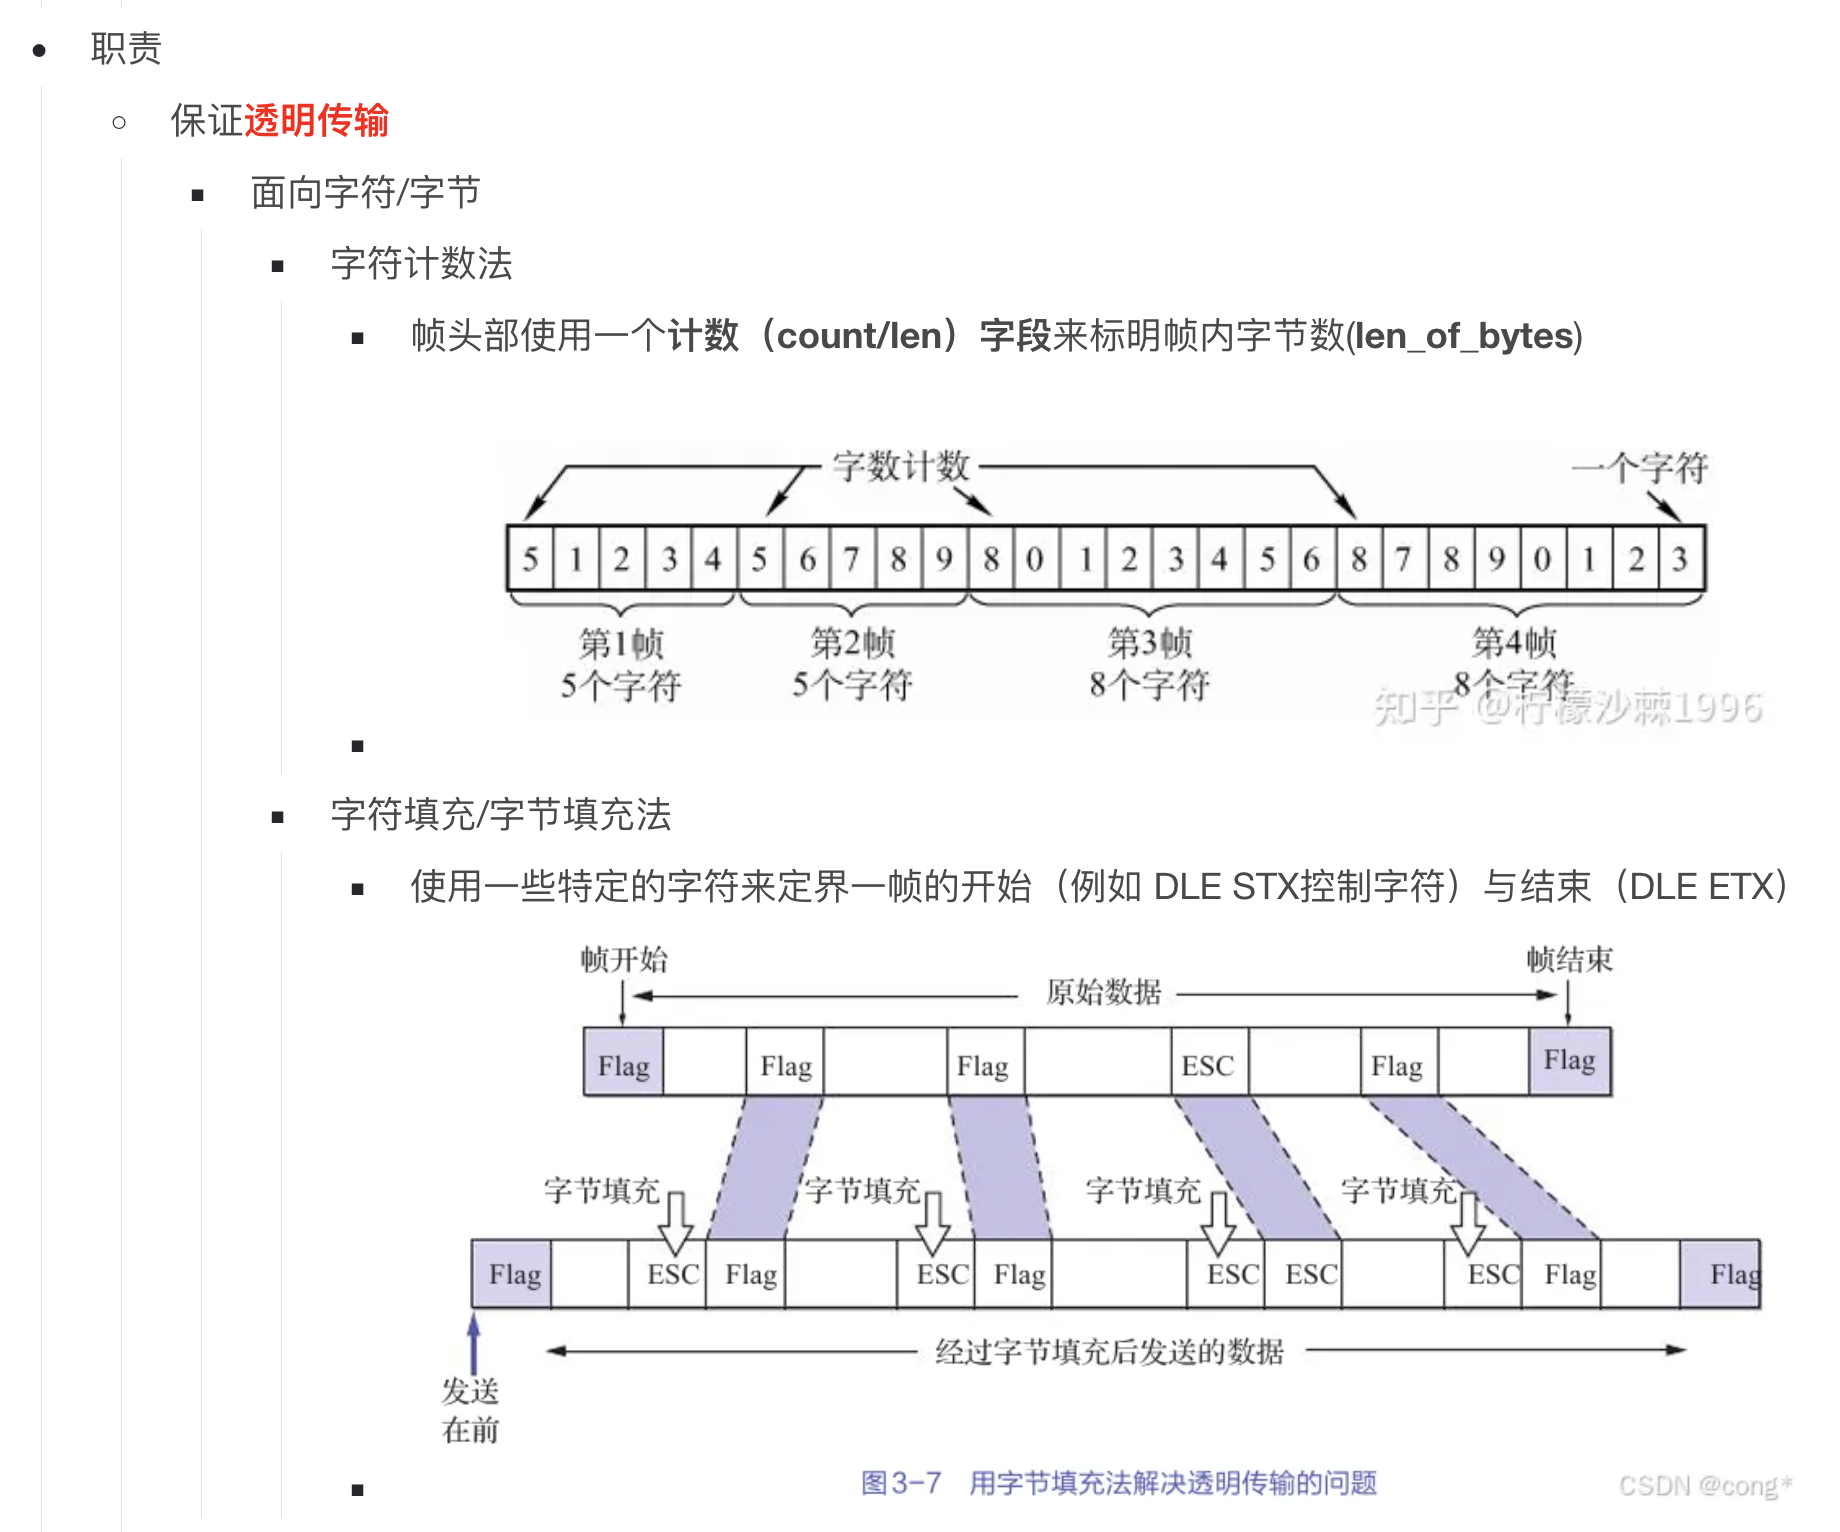 职责
保证透明传输
面向字符/字节
字符计数法
帧头部使用一个计数（count/len）字段来标明帧内字节数(len_of_bytes)
字数计数 一个字符
5 1 2 3 4 5 6 7 8 9 8 0 1 2 3 4 5 6 8 7 8 9 0 1 2 3
第1帧 第2帧 第3帧 第4帧
5个字符 5个字符 8个字符 8个字符
知乎 @柠檬沙棘1996
字符填充/字节填充法
使用一些特定的字符来定界一帧的开始（例如 DLE STX控制字符）与结束（DLE ETX）
帧开始 帧结束
原始数据
Flag Flag Flag ESC Flag Flag
字节填充 字节填充 字节填充 字节填充
Flag ESC Flag ESC Flag ESC ESC ESC Flag Flag
经过字节填充后发送的数据
发送
在前
图3-7 用字节填充法解决透明传输的问题
CSDN @cong*